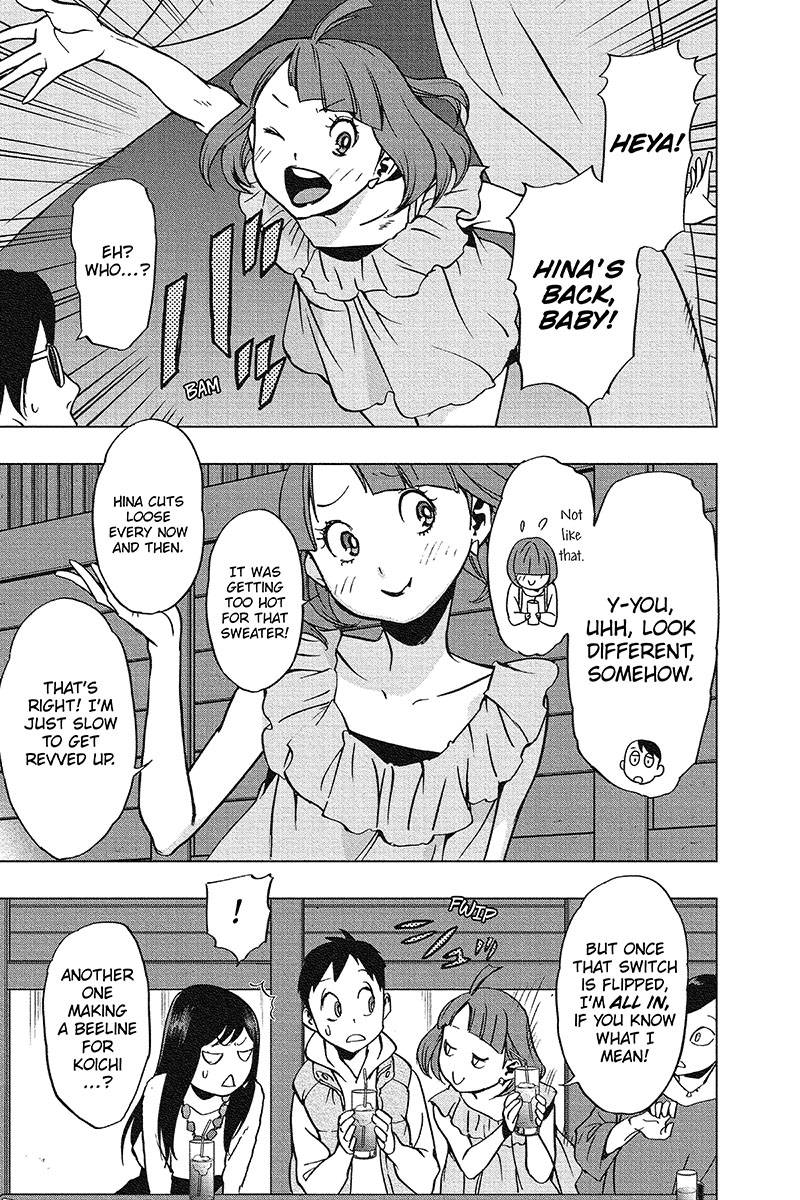 HEYA!
HINA'S
BACK,
BABY!
EH?
WHO...?
バン
BAM
Y-YOU,
UHH, LOOK
DIFFERENT,
SOMEHOW.
Not
like
that.
IT WAS
GETTING
TOO HOT
FOR THAT
SWEATER!
HINA CUTS
LOOSE
EVERY NOW
AND THEN.
THAT'S
RIGHT! I'M
JUST SLOW
TO GET
REVVED UP.
BUT ONCE
THAT SWITCH
IS FLIPPED,
I'M ALL IN,
IF YOU KNOW
WHAT I
MEAN!
FWIP
!
ANOTHER
ONE
MAKING
A BEELINE
FOR
KOICHI
...?